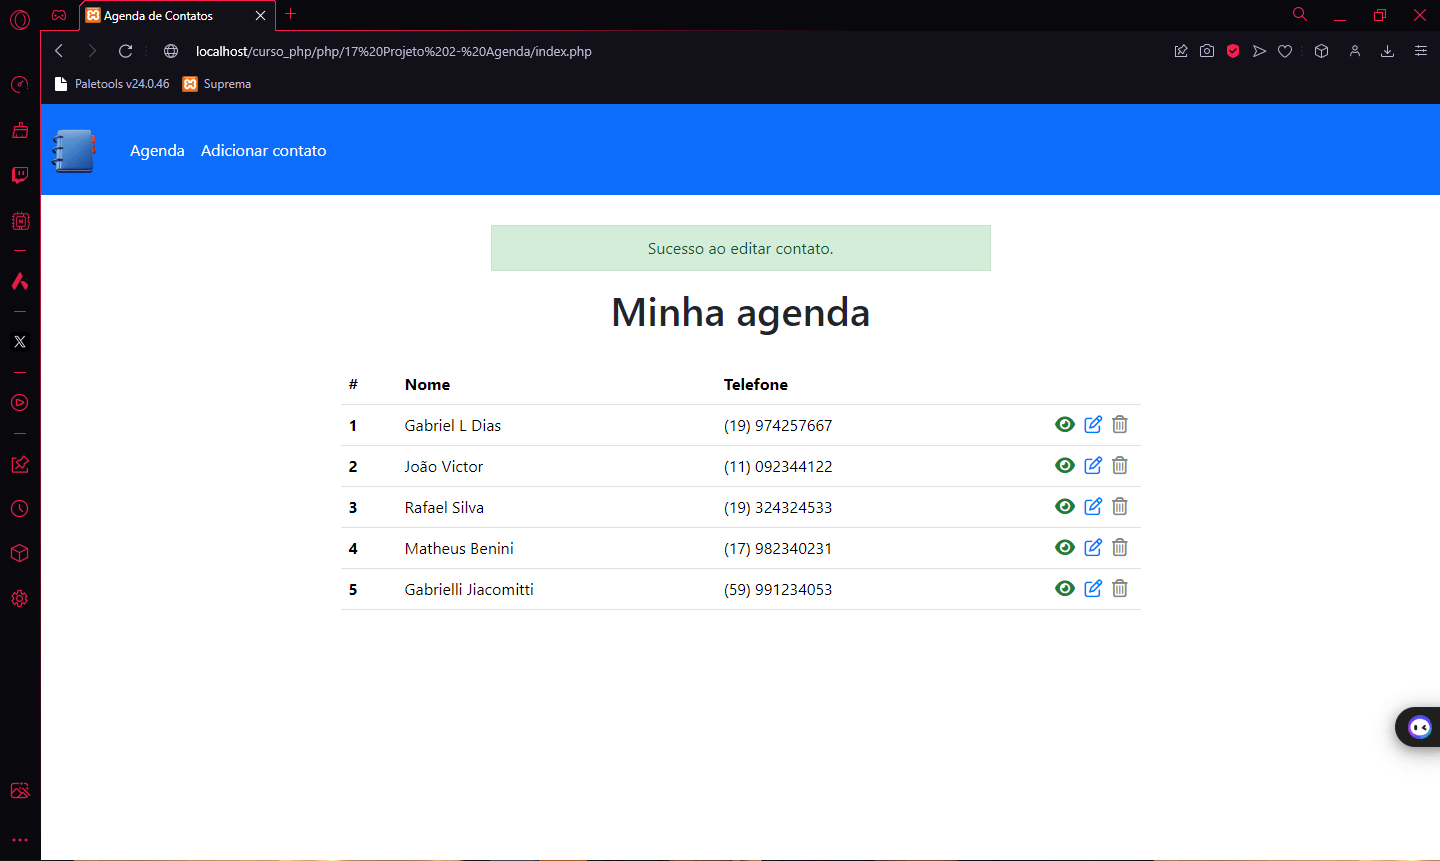 Agenda de Contatos
localhost/curso_php/php/17%20Projeto%202-%20Agenda/index.php
Paletools v24.0.46 Suprema
Agenda Adicionar contato
Sucesso ao editar contato.
Minha agenda
# Nome Telefone
1 Gabriel L Dias (19) 974257667
2 João Victor (11) 092344122
3 Rafael Silva (19) 324324533
4 Matheus Benini (17) 982340231
5 Gabrielli Jiacomitti (59) 991234053